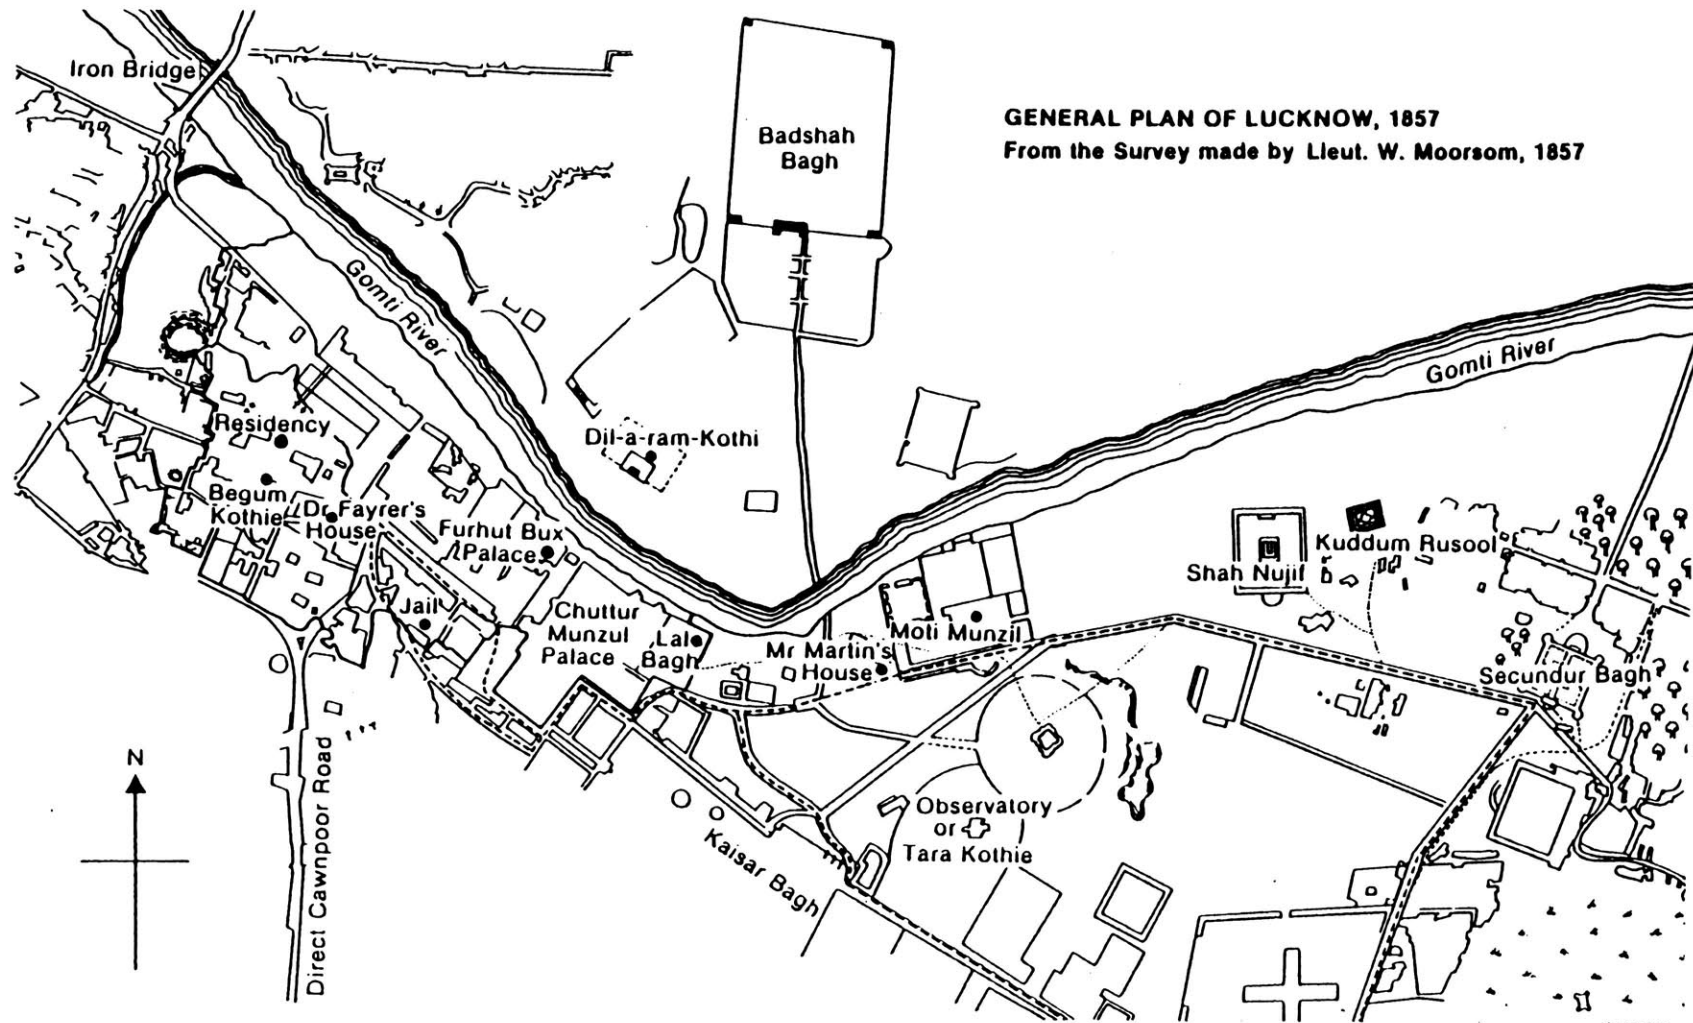 Iron Bridge
GENERAL PLAN OF LUCKNOW, 1857
From the Survey made by Lieut. W. Moorsom, 1857
Badshah
Bagh
Gomti River
Gomti River
Residency
Dil-a-ram-Kothi
Begum
Kothie
Dr Fayrer's
House
Furhut Bux
Palace
Kuddum Rusool
Shah Nujif
Jail
Chuttur
Munzul
Palace
Lal
Bagh
Moti Munzil
Mr Martin's
House
Secundur Bagh
N
Direct Cawnpoor Road
Observatory
or
Tara Kothie
Kaisar Bagh